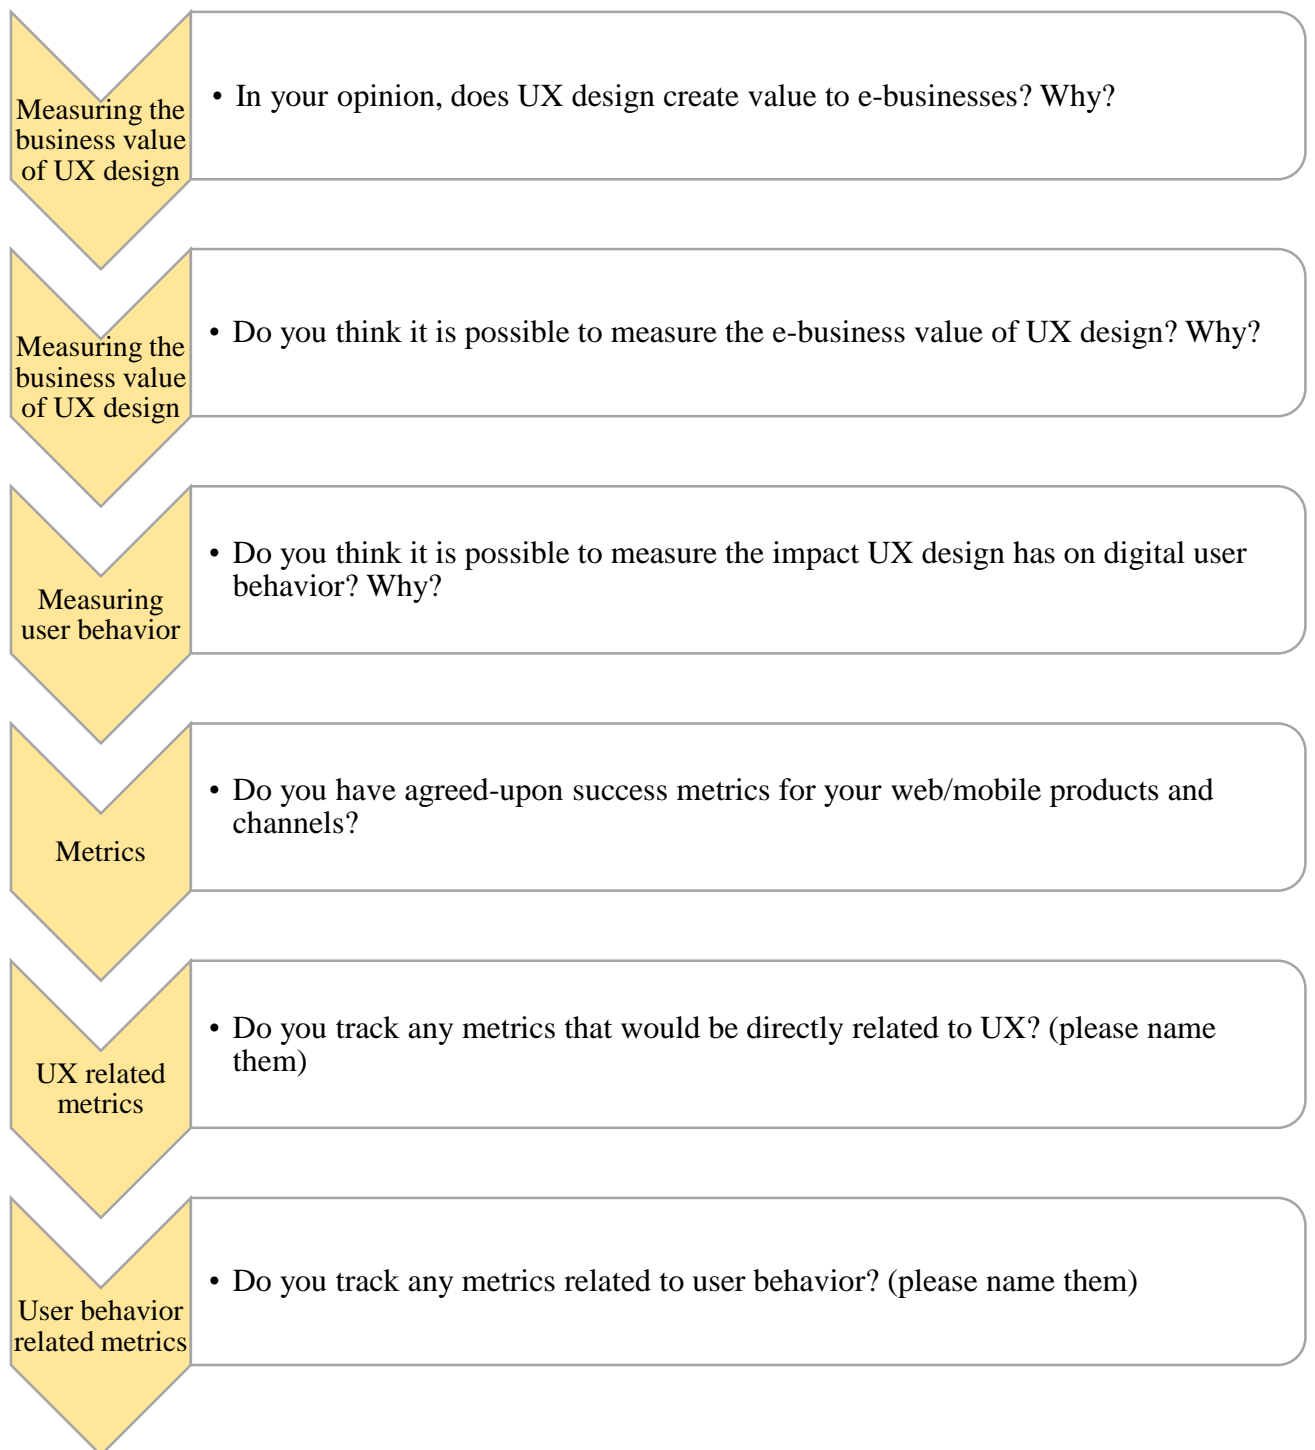 Measuring the
business value
of UX design
• In your opinion, does UX design create value to e-businesses? Why?
Measuring the
business value
of UX design
• Do you think it is possible to measure the e-business value of UX design? Why?
Measuring
user behavior
• Do you think it is possible to measure the impact UX design has on digital user
behavior? Why?
Metrics
• Do you have agreed-upon success metrics for your web/mobile products and
channels?
UX related
metrics
• Do you track any metrics that would be directly related to UX? (please name
them)
User behavior
related metrics
• Do you track any metrics related to user behavior? (please name them)